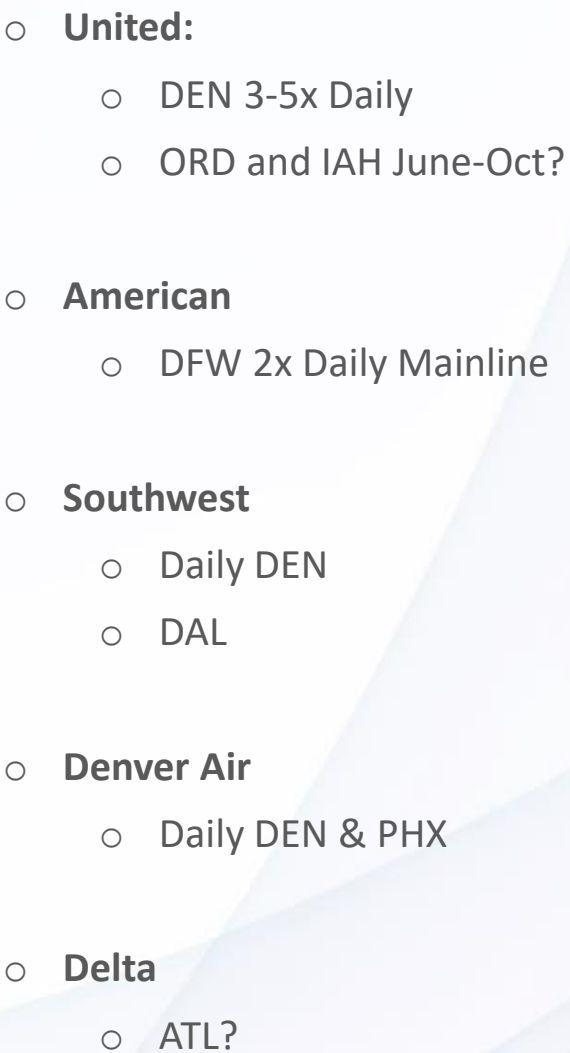 ○ United:
○ DEN 3-5x Daily
○ ORD and IAH June-Oct?
○ American
○ DFW 2x Daily Mainline
○ Southwest
○ Daily DEN
○ DAL
○ Denver Air
○ Daily DEN & PHX
○ Delta
○ ATL?